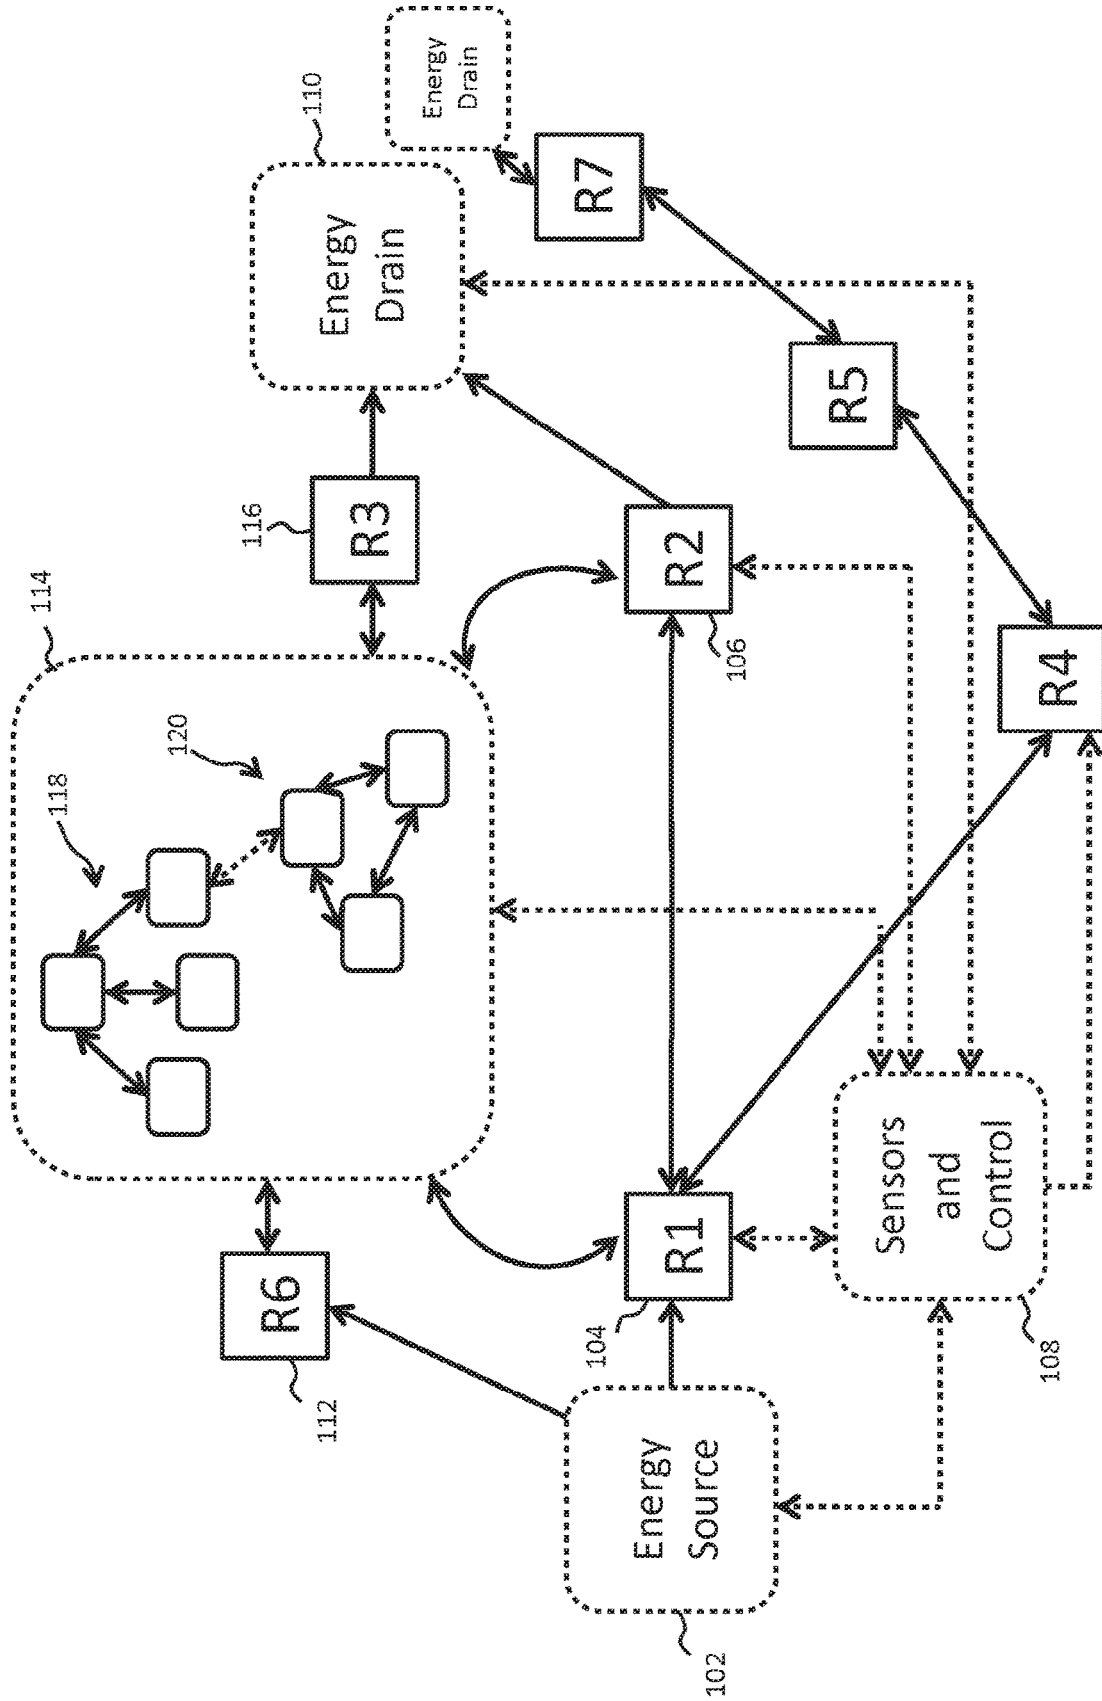 114
118
120
116
110
R6
112
Energy
Drain
R3
Energy
Drain
R7
104
Energy
Source
R1
R2
102
106
R5
Sensors
and
Control
108
R4